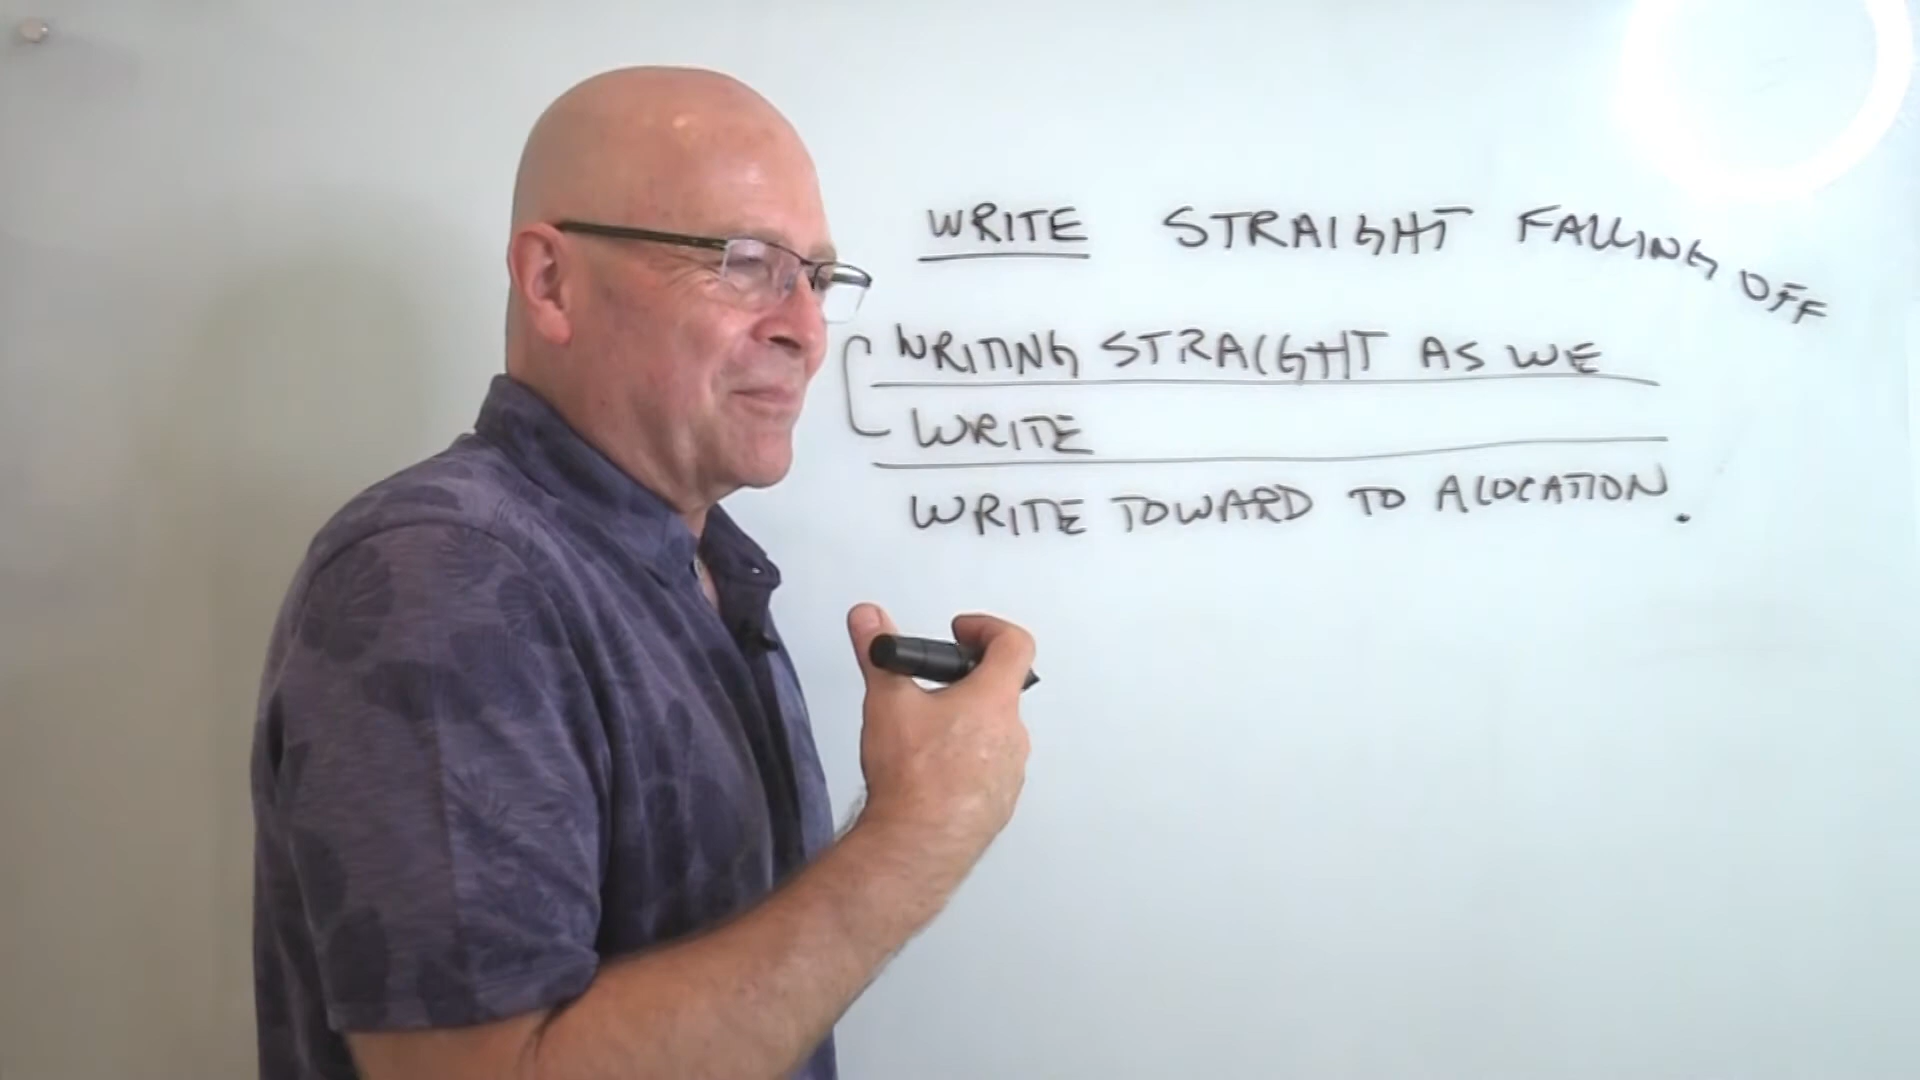 WRITE STRAIGHT FALLING OFF
WRITING STRAIGHT AS WE
WRITE
WRITE TOWARD TO A LOCATION.